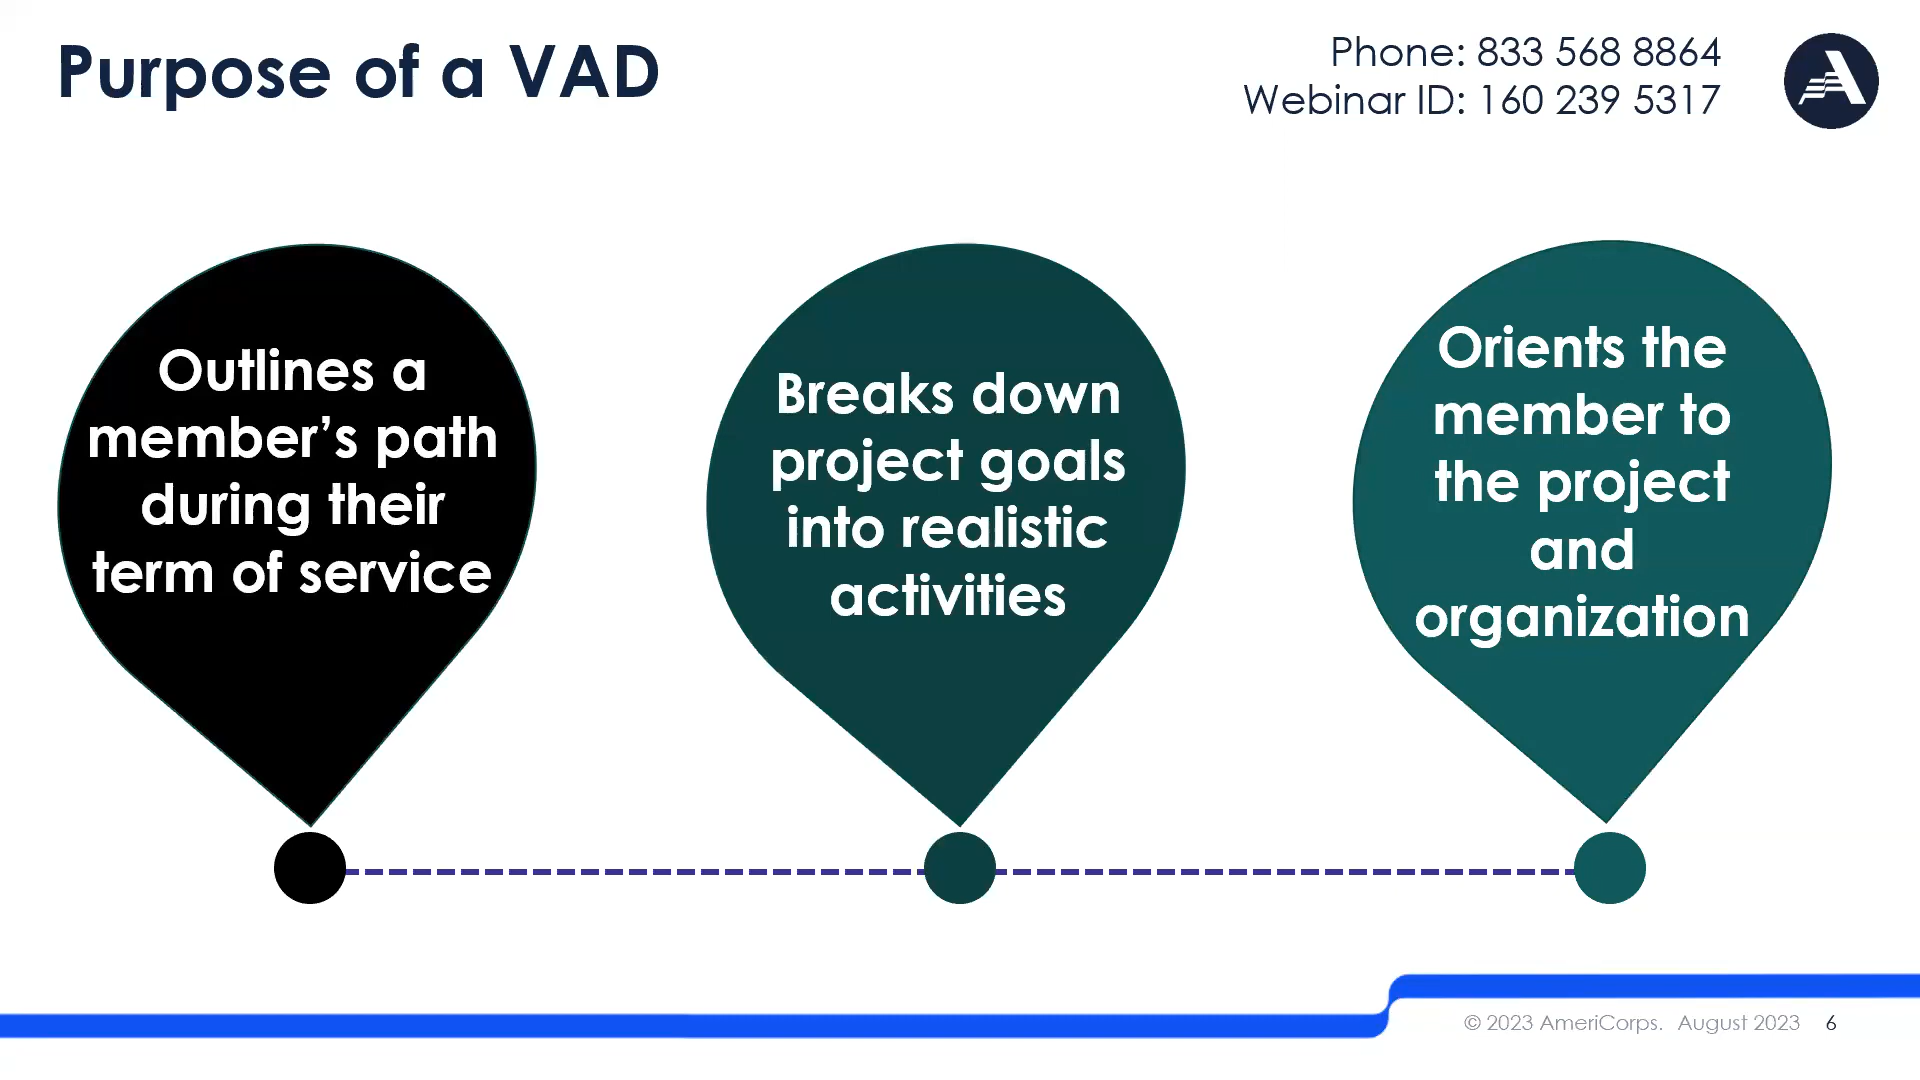 Purpose of a VAD
Phone: 833 568 8864
Webinar ID: 160 239 5317
Outlines a
member’s path
during their
term of service
Breaks down
project goals
into realistic
activities
Orients the
member to
the project
and
organization
© 2023 AmeriCorps. August 2023 6